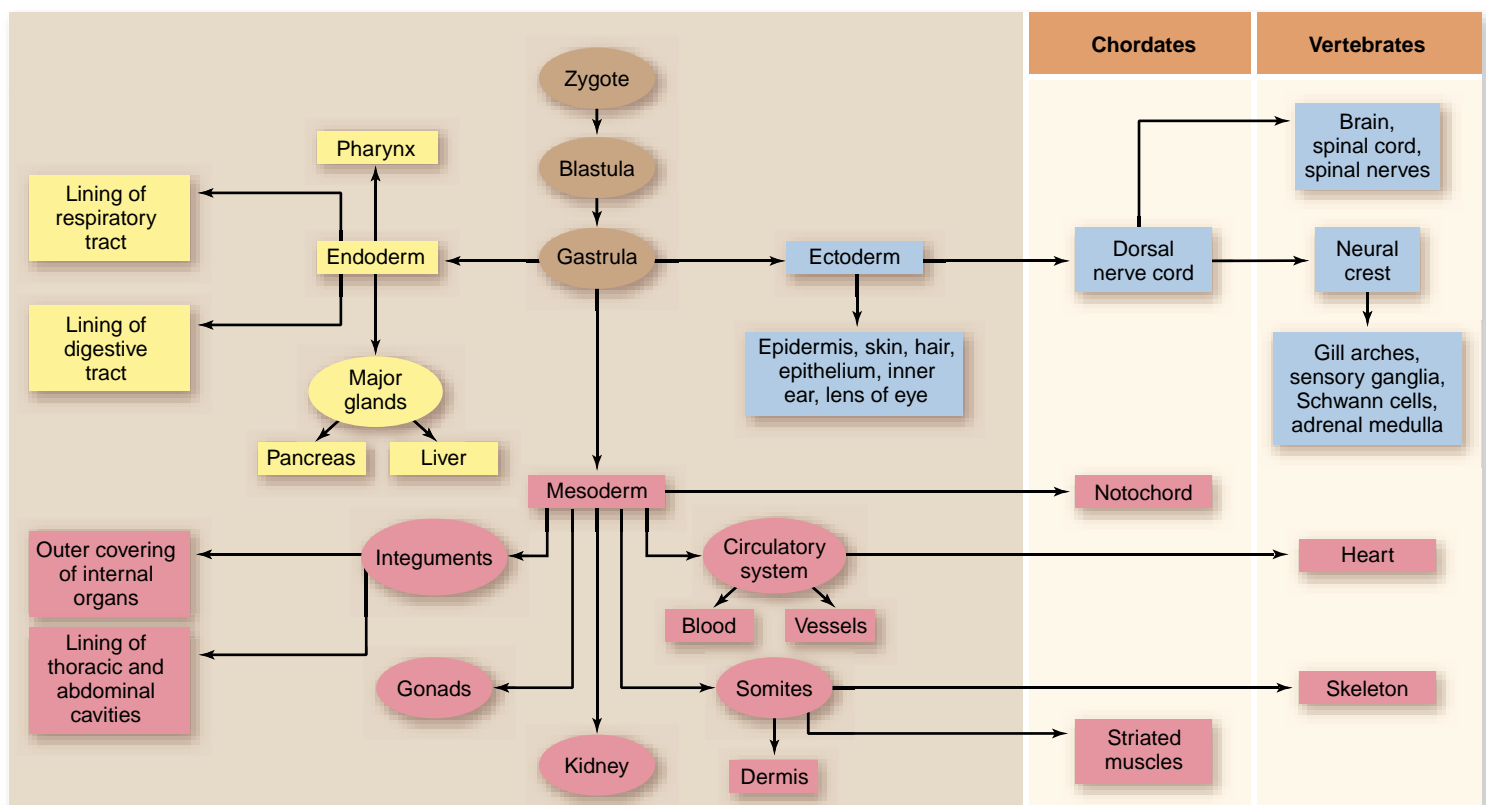 Chordates
Vertebrates
Zygote
Blastula
Gastrula
Pharynx
Lining of
respiratory
tract
Endoderm
Lining of
digestive
tract
Major
glands
Pancreas
Liver
Ectoderm
Epidermis, skin, hair,
epithelium, inner
ear, lens of eye
Dorsal
nerve cord
Brain,
spinal cord,
spinal nerves
Neural
crest
Gill arches,
sensory ganglia,
Schwann cells,
adrenal medulla
Mesoderm
Notochord
Integuments
Outer covering
of internal
organs
Lining of
thoracic and
abdominal
cavities
Circulatory
system
Blood
Vessels
Heart
Gonads
Somites
Skeleton
Kidney
Dermis
Striated
muscles